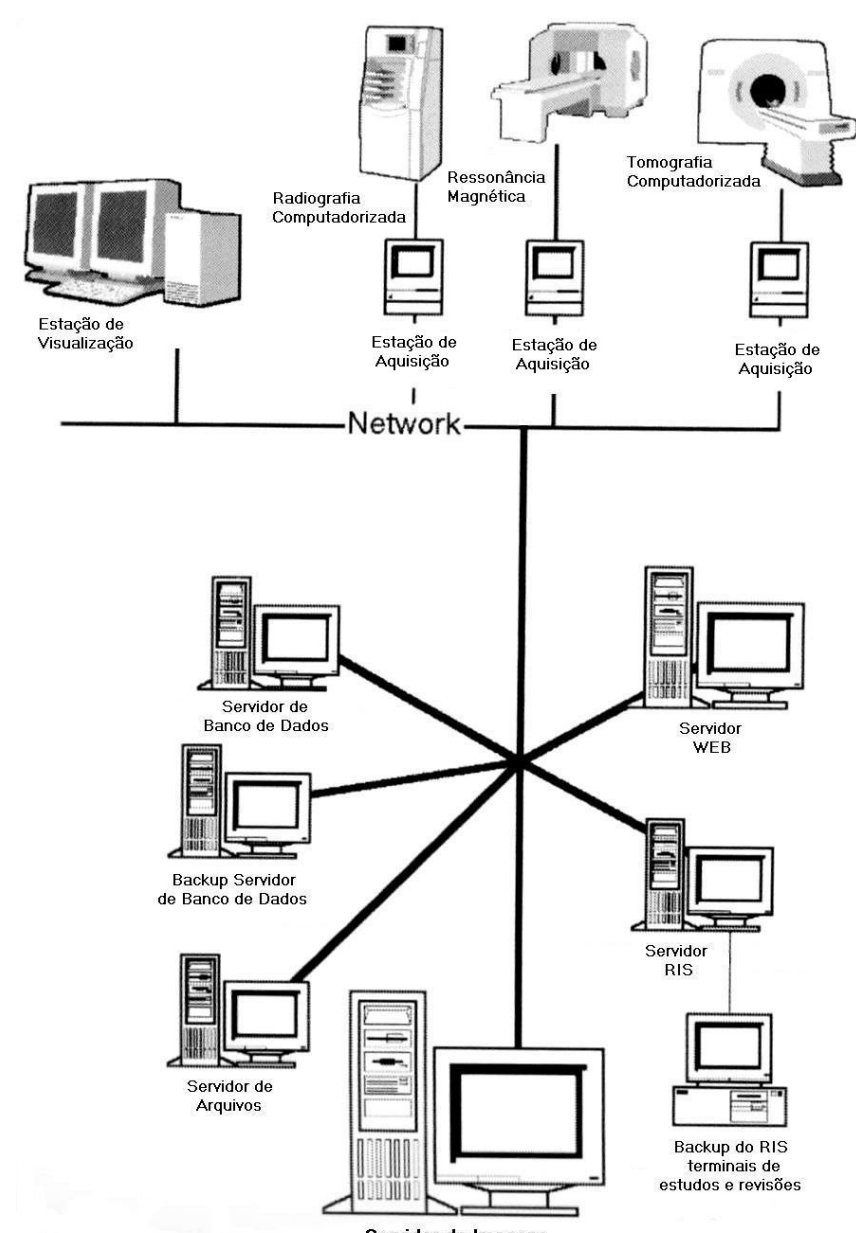 Radiografia
Computadorizada
Ressonância
Magnética
Tomografia
Computadorizada
Estação de
Visualização
Estação de
Aquisição
Estação de
Aquisição
Estação de
Aquisição
Network
Servidor de
Banco de Dados
Servidor
WEB
Backup Servidor
de Banco de Dados
Servidor
RIS
Servidor de
Arquivos
Backup do RIS
terminais de
estudos e revisões